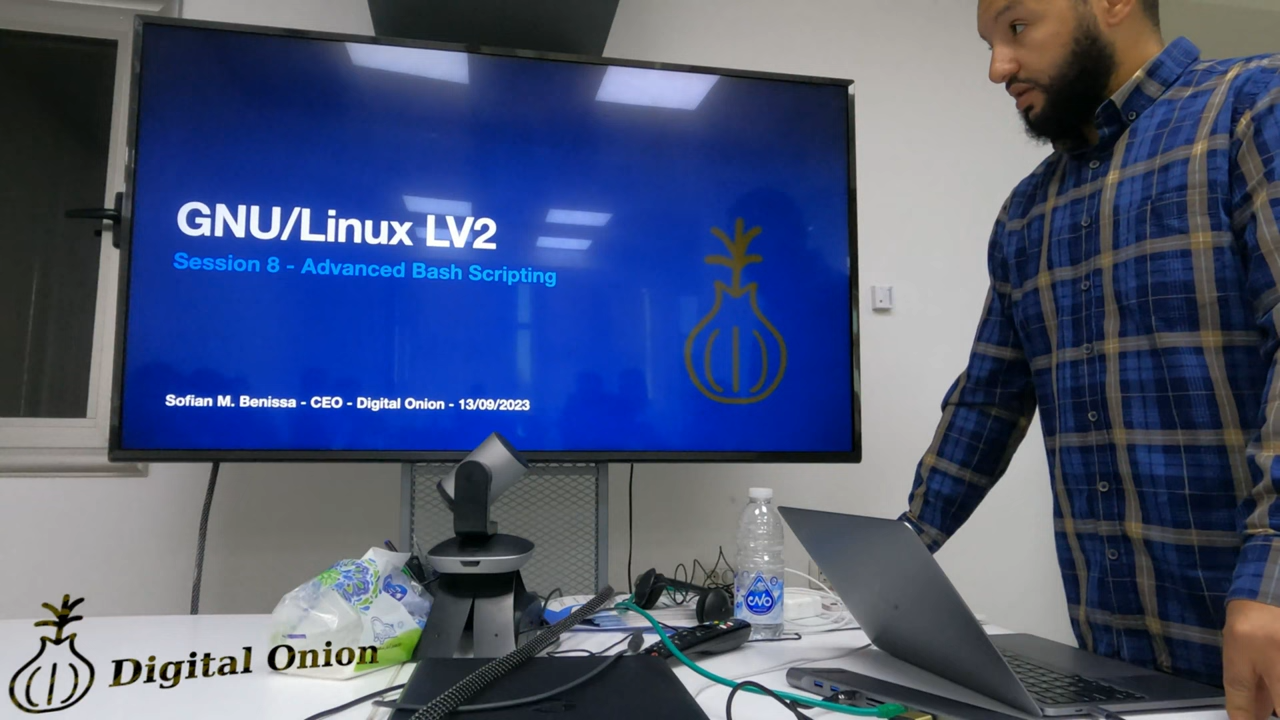 GNU/Linux LV2
Session 8 - Advanced Bash Scripting
Sofian M. Benissa - CEO - Digital Onion - 13/09/2023
Digital Onion